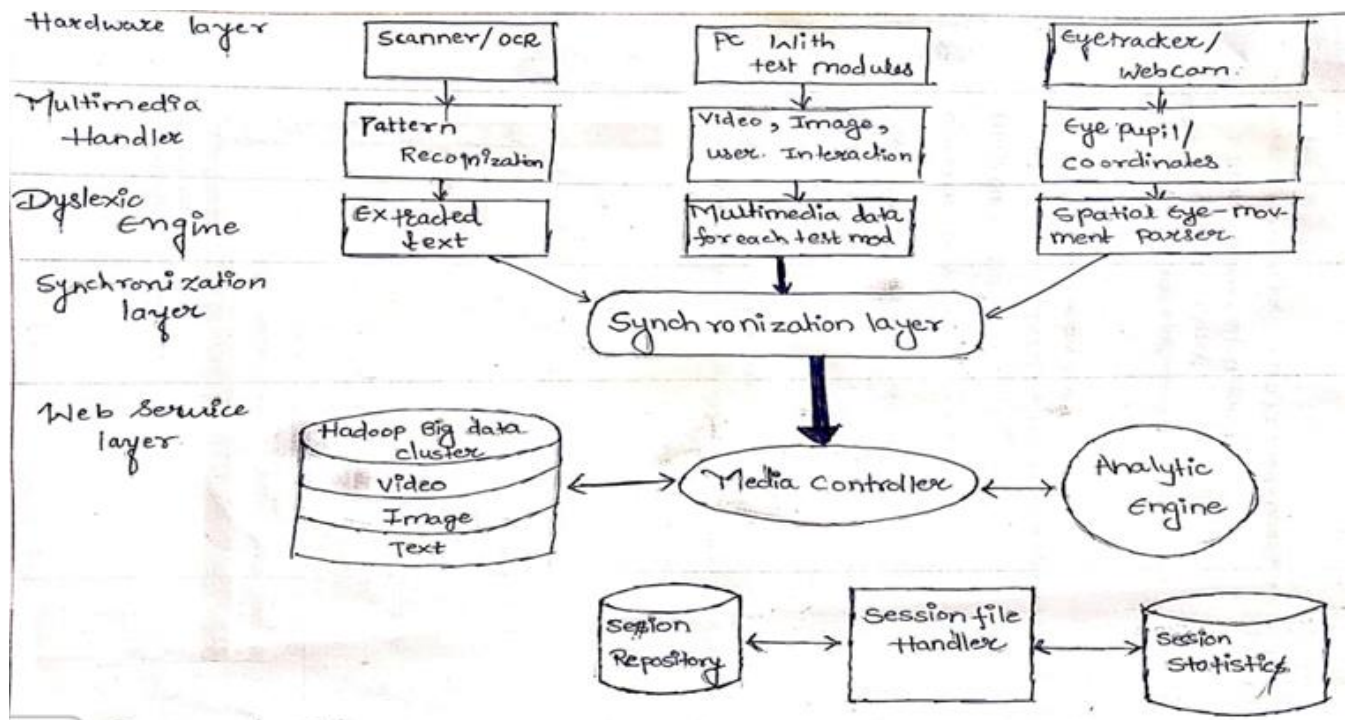 Hardware layer
Scanner/OCR
PC With
test modules
Eyetracker/
Webcam.
Multimedia
Handler
Pattern
Recognization
Video, Image,
user. Interaction
Eye pupil/
coordinates.
Dyslexic
Engine
Extracted
text
Multimedia data
for each test mod
Spatial Eye-mov-
ment parser.
Synchronization
layer
Synchronization layer
Web Service
layer
Hadoop Big data
cluster
Video
Image
Text
Media Controller
Analytic
Engine
Session
Repository
Session file
Handler
Session
Statistics